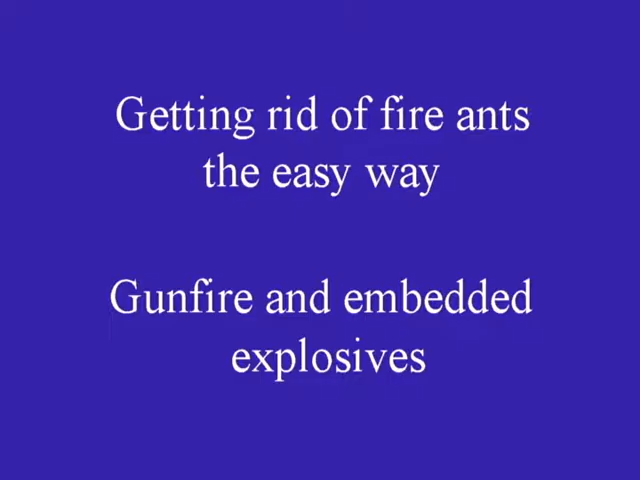 Getting rid of fire ants
the easy way
Gunfire and embedded
explosives